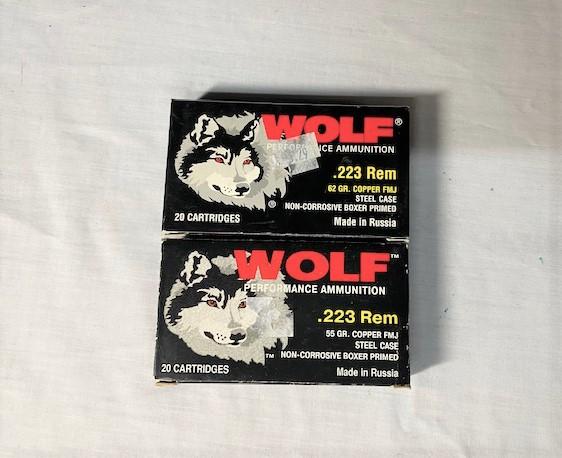 WOLF®
PERFORMANCE AMMUNITION
.223 Rem
62 GR. COPPER FMJ
STEEL CASE
NON-CORROSIVE BOXER PRIMED
®
20 CARTRIDGES
Made in Russia
WOLF™
PERFORMANCE AMMUNITION
.223 Rem
55 GR. COPPER FMJ
STEEL CASE
™ NON-CORROSIVE BOXER PRIMED
20 CARTRIDGES
Made in Russia